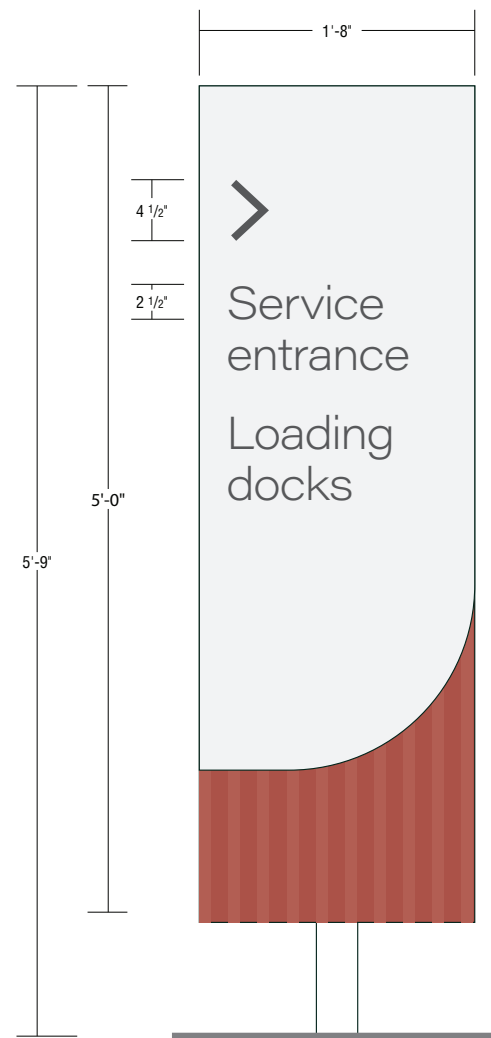 1'-8"
4 1/2"
2 1/2"
Service
entrance
Loading
docks
5'-0"
5'-9"